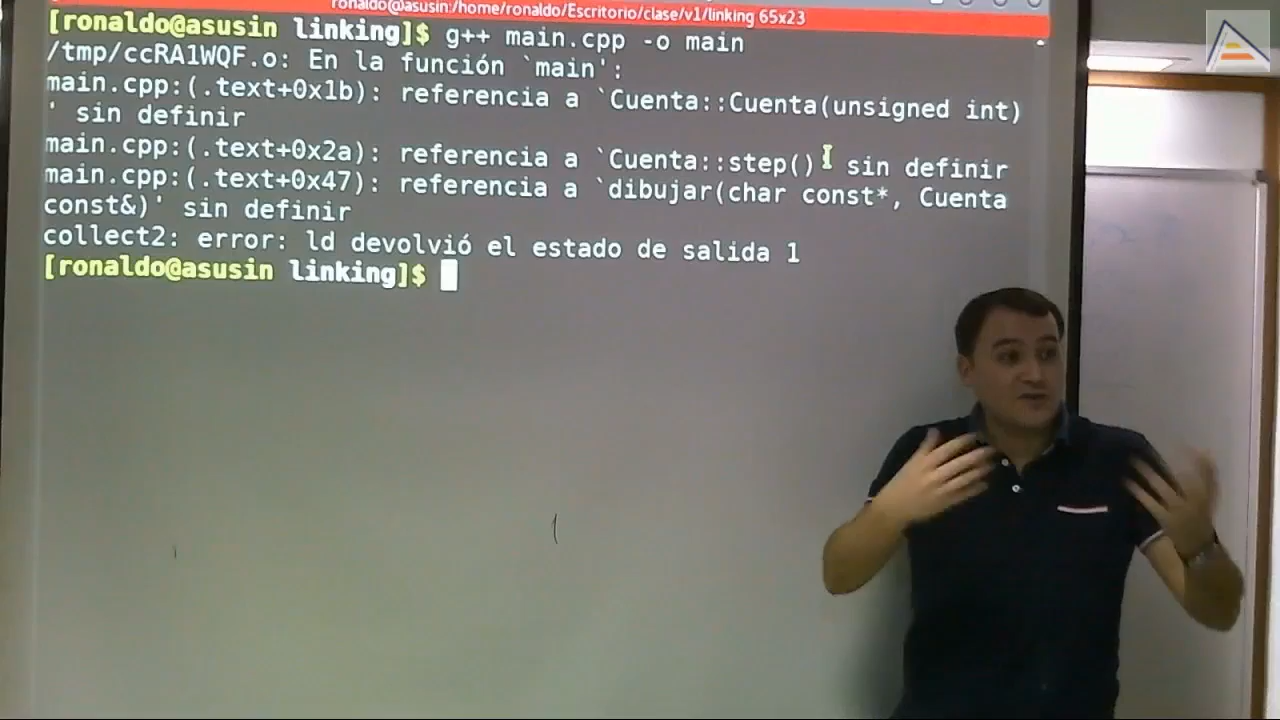 ronaldo@asusin:/home/ronaldo/Escritorio/clase/v1/linking 65x23
[ronaldo@asusin linking]$ g++ main.cpp -o main
/tmp/ccRA1WQF.o: En la función `main':
main.cpp:(.text+0x1b): referencia a `Cuenta::Cuenta(unsigned int)
' sin definir
main.cpp:(.text+0x2a): referencia a `Cuenta::step()' sin definir
main.cpp:(.text+0x47): referencia a `dibujar(char const*, Cuenta
const&)' sin definir
collect2: error: ld devolvió el estado de salida 1
[ronaldo@asusin linking]$